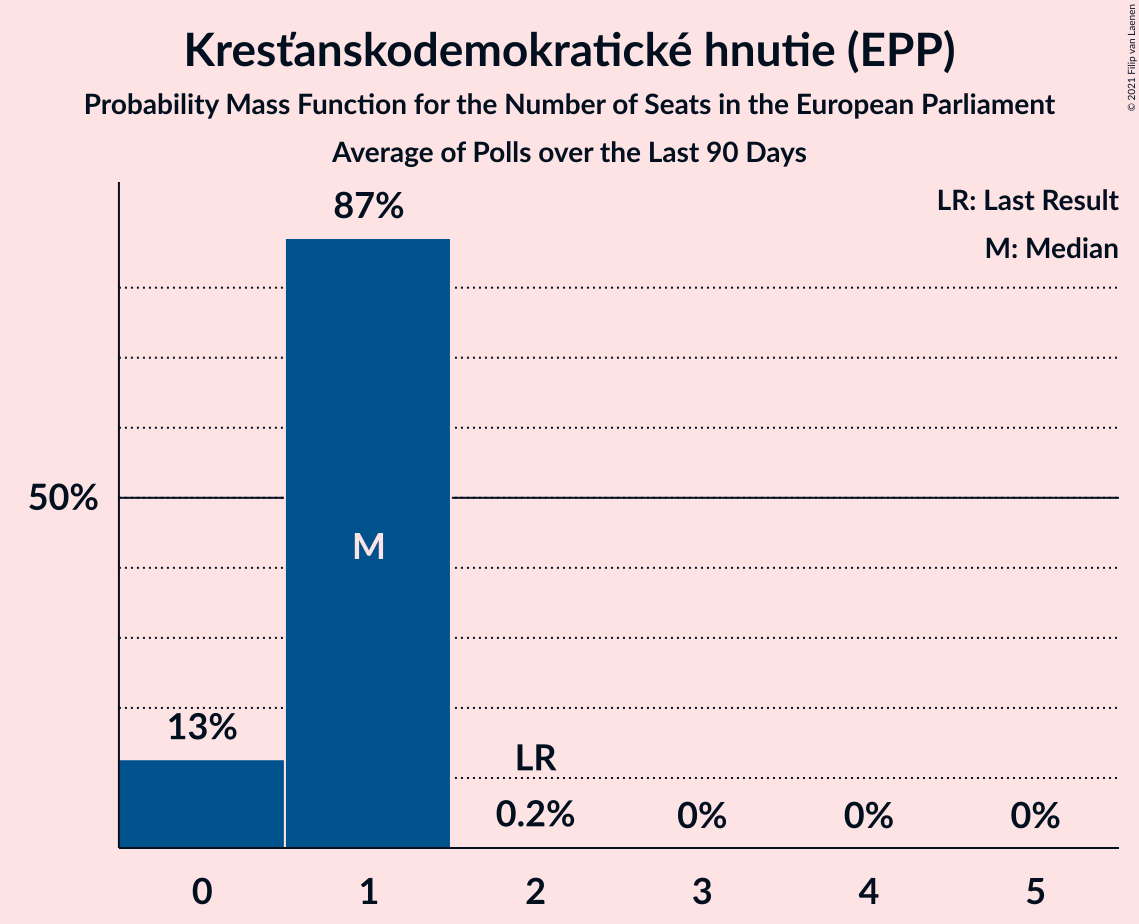 Kresťanskodemokratické hnutie (EPP)
Probability Mass Function for the Number of Seats in the European Parliament
Average of Polls over the Last 90 Days
© 2021 Filip van Laenen
LR: Last Result
M: Median
87%
50%
M
13%
LR
0.2%
0%
0%
0%
0
1
2
3
4
5